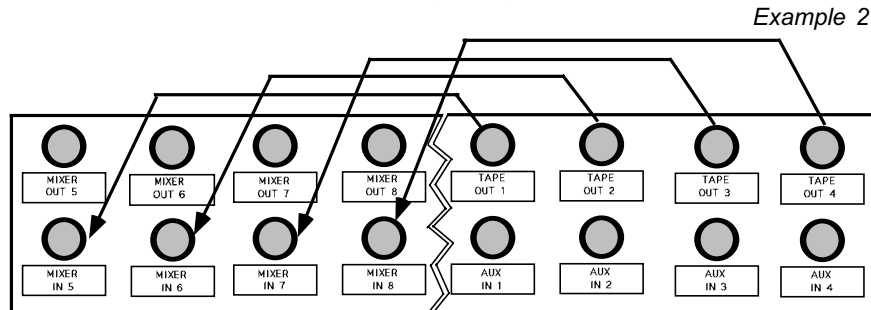 Example 2
MIXER
OUT 5
MIXER
OUT 6
MIXER
OUT 7
MIXER
OUT 8
TAPE
OUT 1
TAPE
OUT 2
TAPE
OUT 3
TAPE
OUT 4
MIXER
IN 5
MIXER
IN 6
MIXER
IN 7
MIXER
IN 8
AUX
IN 1
AUX
IN 2
AUX
IN 3
AUX
IN 4